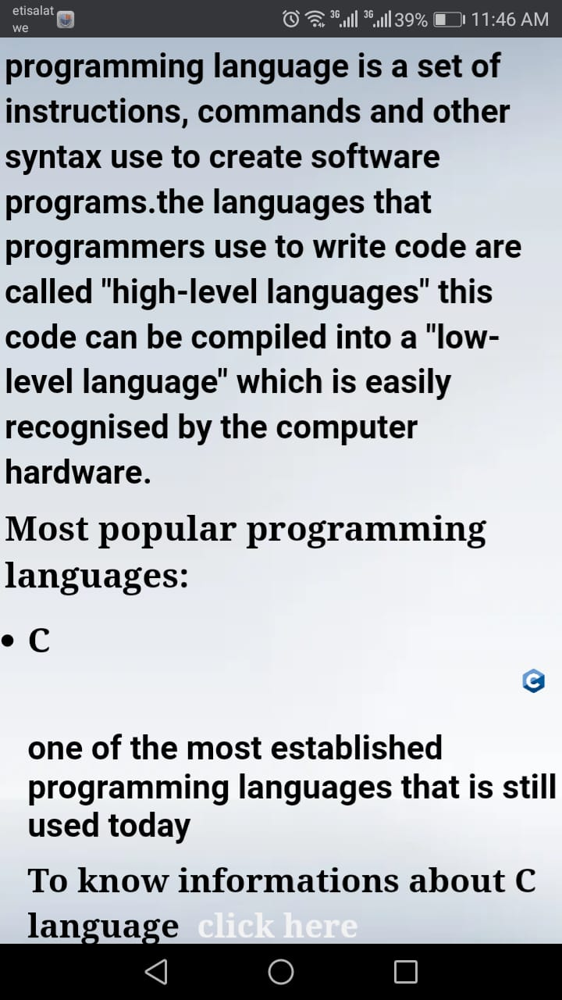 etisalat
we
3G 3G 39% 11:46 AM
programming language is a set of
instructions, commands and other
syntax use to create software
programs.the languages that
programmers use to write code are
called "high-level languages" this
code can be compiled into a "low-
level language" which is easily
recognised by the computer
hardware.
Most popular programming
languages:
• C
C
one of the most established
programming languages that is still
used today
To know informations about C
language click here